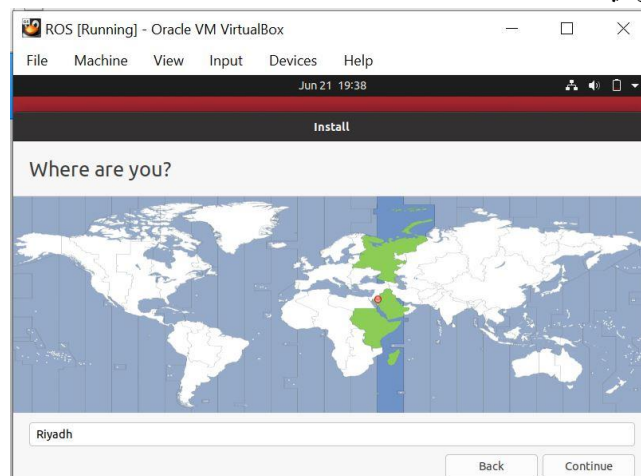 ROS [Running] - Oracle VM VirtualBox
File Machine View Input Devices Help
Jun 21 19:38
Install
Where are you?
Riyadh
Back Continue